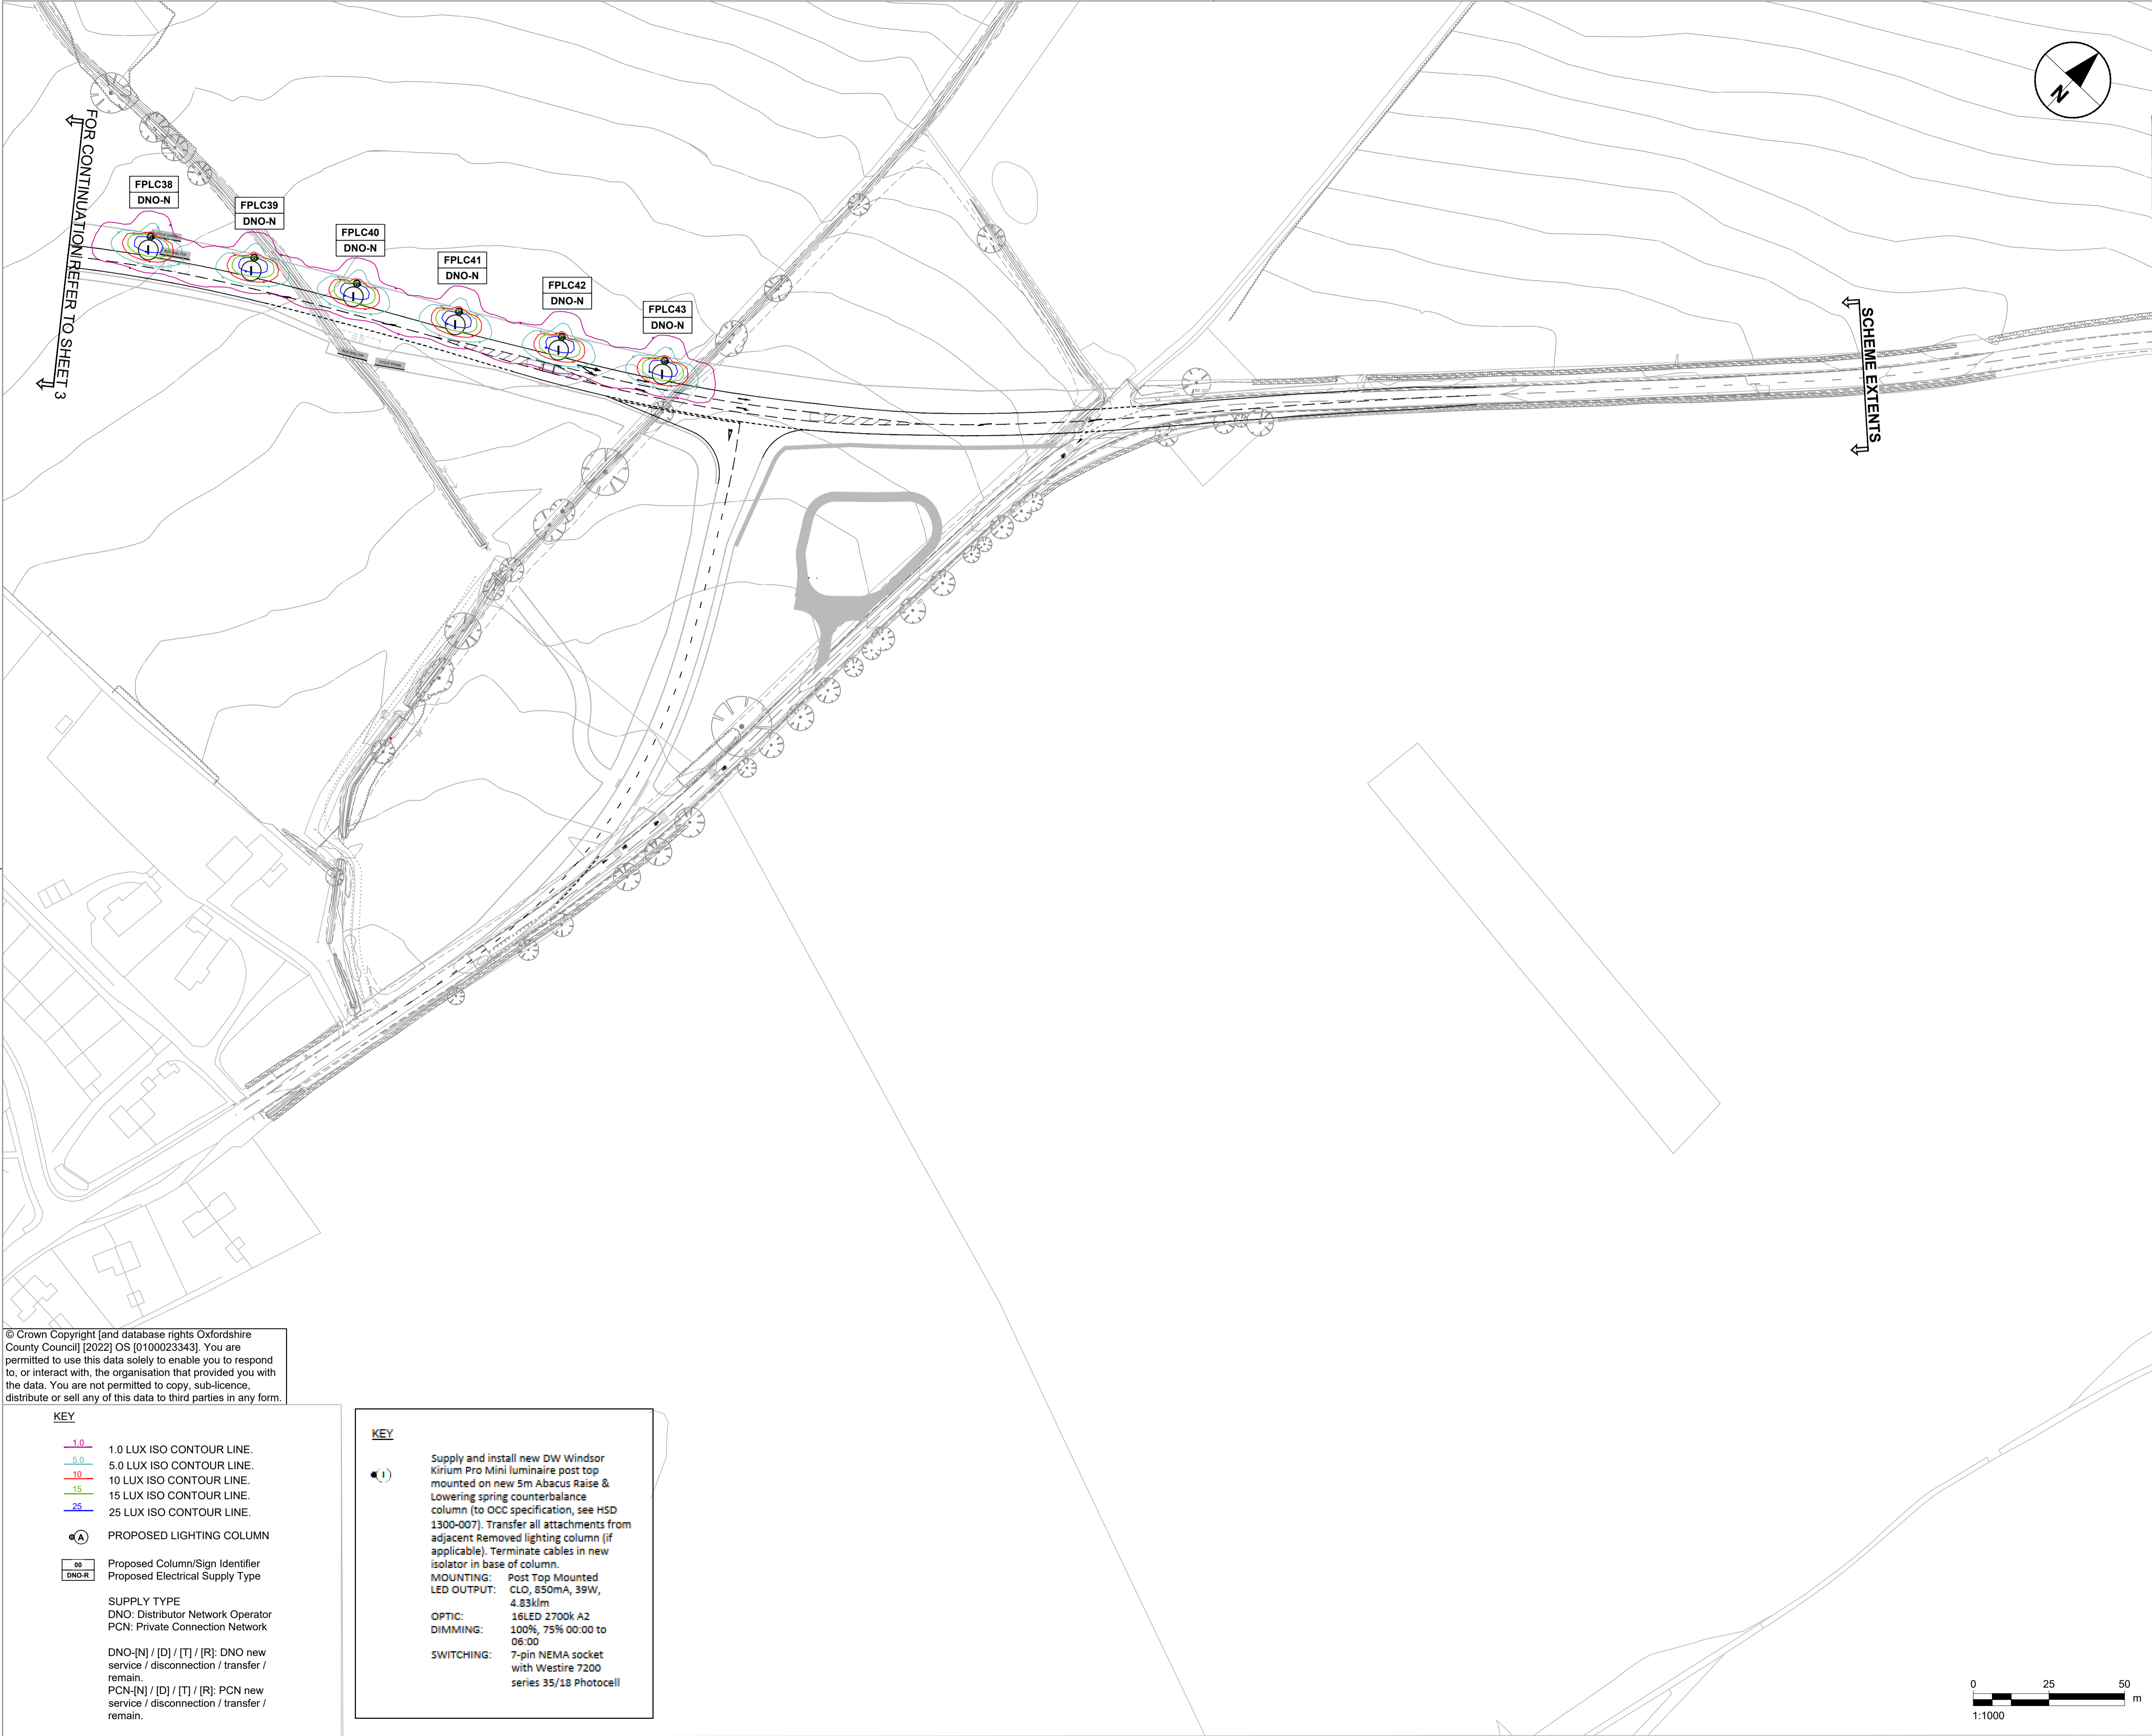 N
FOR CONTINUATION REFER TO SHEET 3
FPLC38
DNO-N
FPLC39
DNO-N
FPLC40
DNO-N
FPLC41
DNO-N
FPLC42
DNO-N
FPLC43
DNO-N
SCHEME EXTENTS
© Crown Copyright [and database rights Oxfordshire
County Council] [2022] OS [0100023343]. You are
permitted to use this data solely to enable you to respond
to, or interact with, the organisation that provided you with
the data. You are not permitted to copy, sub-licence,
distribute or sell any of this data to third parties in any form.
KEY
1.0 1.0 LUX ISO CONTOUR LINE.
5.0 5.0 LUX ISO CONTOUR LINE.
10 10 LUX ISO CONTOUR LINE.
15 15 LUX ISO CONTOUR LINE.
25 25 LUX ISO CONTOUR LINE.
A PROPOSED LIGHTING COLUMN
00 Proposed Column/Sign Identifier
DNO-R Proposed Electrical Supply Type
SUPPLY TYPE
DNO: Distributor Network Operator
PCN: Private Connection Network
DNO-[N] / [D] / [T] / [R]: DNO new
service / disconnection / transfer /
remain.
PCN-[N] / [D] / [T] / [R]: PCN new
service / disconnection / transfer /
remain.
KEY
Supply and install new DW Windsor
Kirium Pro Mini luminaire post top
mounted on new 5m Abacus Raise &
Lowering spring counterbalance
column (to OCC specification, see HSD
1300-007). Transfer all attachments from
adjacent Removed lighting column (if
applicable). Terminate cables in new
isolator in base of column.
MOUNTING: Post Top Mounted
LED OUTPUT: CLO, 850mA, 39W,
4.83klm
OPTIC: 16LED 2700k A2
DIMMING: 100%, 75% 00:00 to
06:00
SWITCHING: 7-pin NEMA socket
with Westire 7200
series 35/18 Photocell
0 25 50
m
1:1000